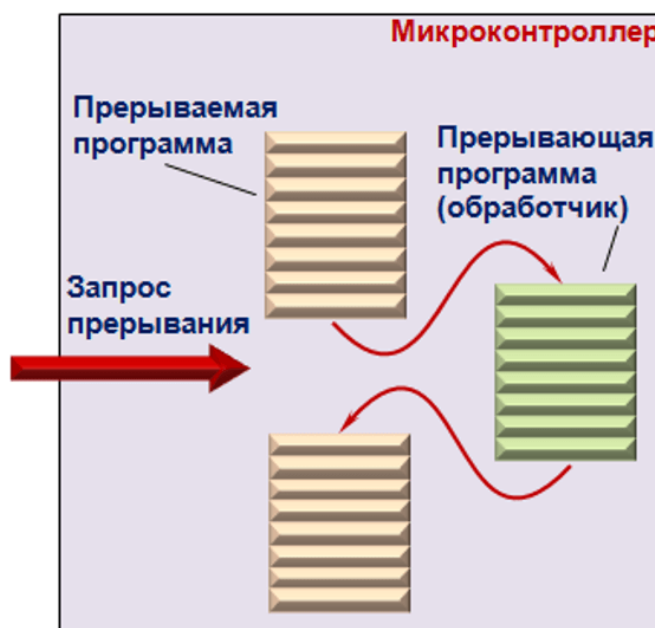 Микроконтроллер
Прерываемая
программа
Прерывающая
программа
(обработчик)
Запрос
прерывания